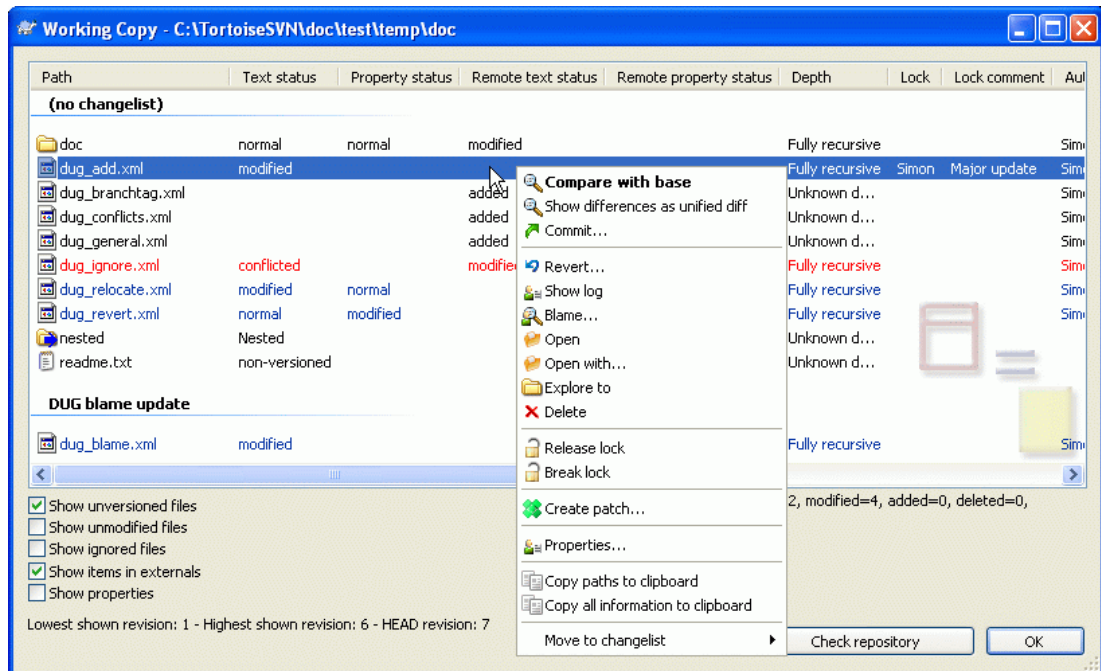 Working Copy - C:\TortoiseSVN\doc\test\temp\doc
Path Text status Property status Remote text status Remote property status Depth Lock Lock comment
(no changelist)
doc normal normal modified Fully recursive
dug_add.xml modified Fully recursive Simon Major update
dug_branchtag.xml added Unknown d...
dug_conflicts.xml added Unknown d...
dug_general.xml added Unknown d...
dug_ignore.xml conflicted Fully recursive
dug_relocate.xml modified normal Fully recursive
dug_revert.xml normal modified Fully recursive
nested Nested Unknown d...
readme.txt non-versioned Unknown d...
DUG blame update
dug_blame.xml modified Fully recursive
Compare with base
Show differences as unified diff
Commit...
Revert...
Show log
Blame...
Open
Open with...
Explore to
Delete
Release lock
Break lock
Create patch...
Properties...
Copy paths to clipboard
Copy all information to clipboard
Move to changelist
Show unversioned files
Show unmodified files
Show ignored files
Show items in externals
Show properties
2, modified=4, added=0, deleted=0,
Lowest shown revision: 1 - Highest shown revision: 6 - HEAD revision: 7
Check repository
OK